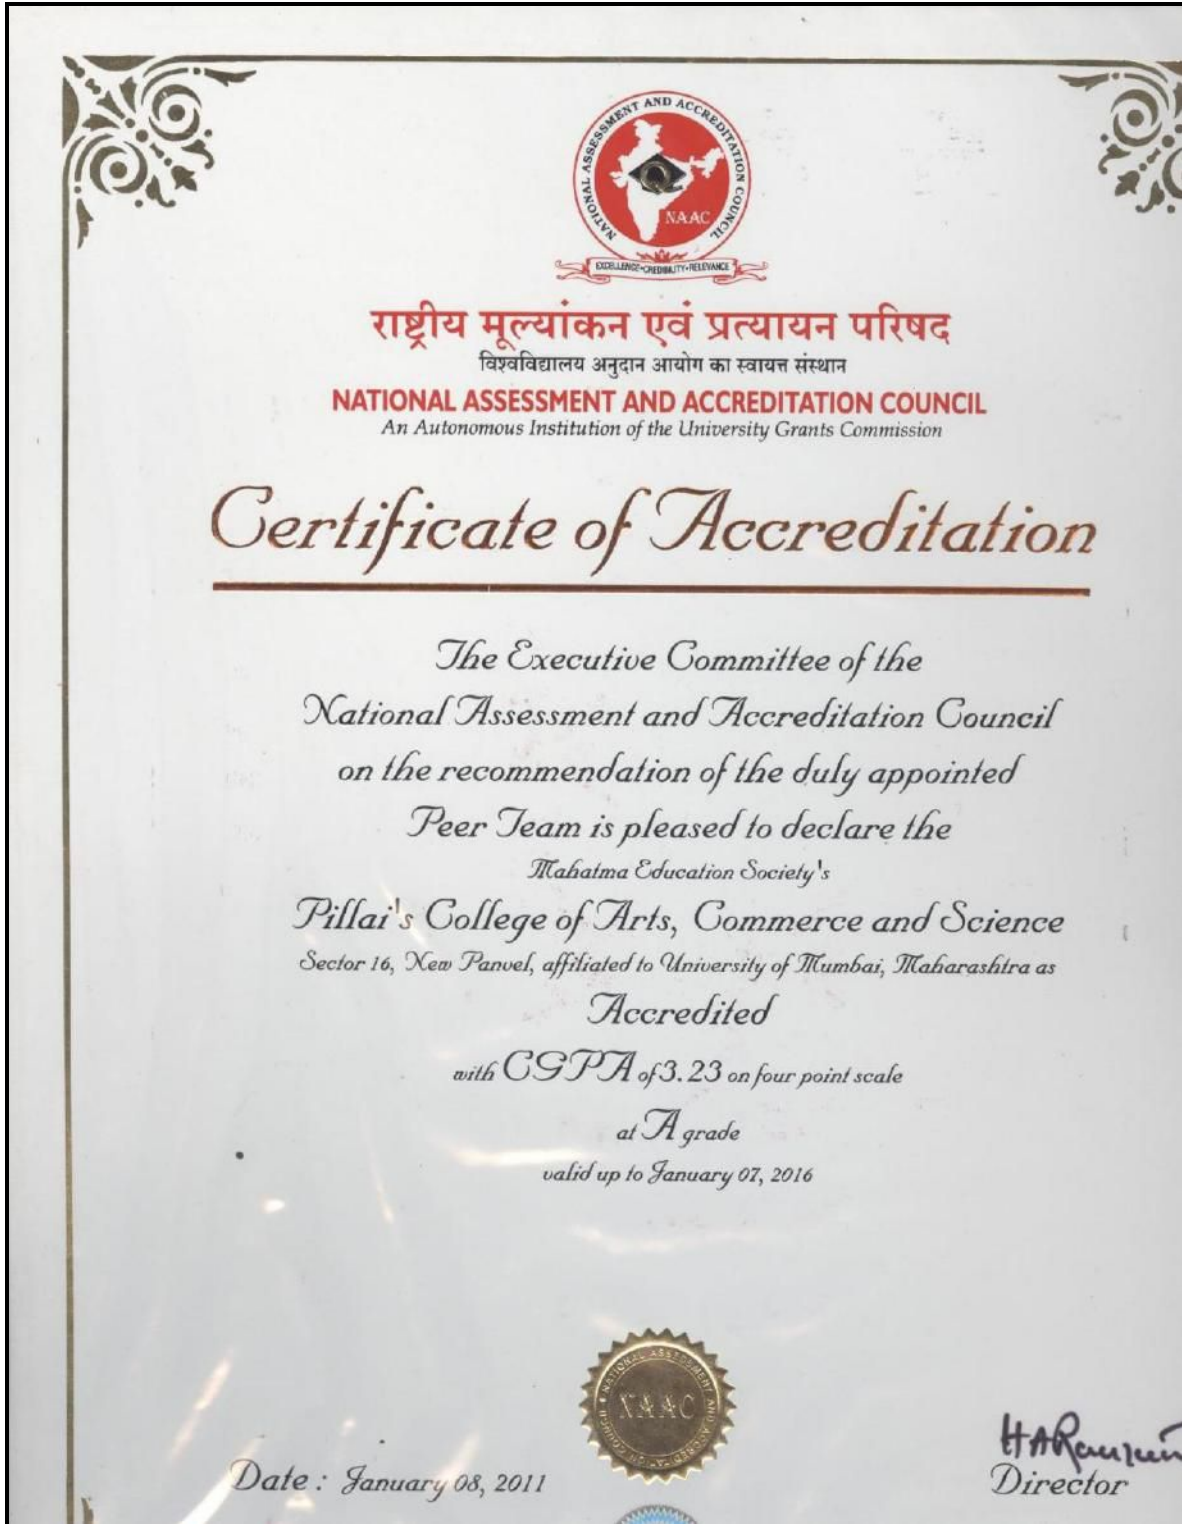 NATIONAL ASSESSMENT AND ACCREDITATION COUNCIL
NAAC
EXCELLENCE•CREDIBILITY•RELEVANCE
राष्ट्रीय मूल्यांकन एवं प्रत्यायन परिषद
विश्वविद्यालय अनुदान आयोग का स्वायत्त संस्थान
NATIONAL ASSESSMENT AND ACCREDITATION COUNCIL
An Autonomous Institution of the University Grants Commission
Certificate of Accreditation
The Executive Committee of the
National Assessment and Accreditation Council
on the recommendation of the duly appointed
Peer Team is pleased to declare the
Mahatma Education Society's
Pillai's College of Arts, Commerce and Science
Sector 16, New Panvel, affiliated to University of Mumbai, Maharashtra as
Accredited
with CGPA of 3.23 on four point scale
at A grade
valid up to January 07, 2016
NATIONAL ASSESSMENT AND ACCREDITATION COUNCIL
NAAC
Date : January 08, 2011
Director